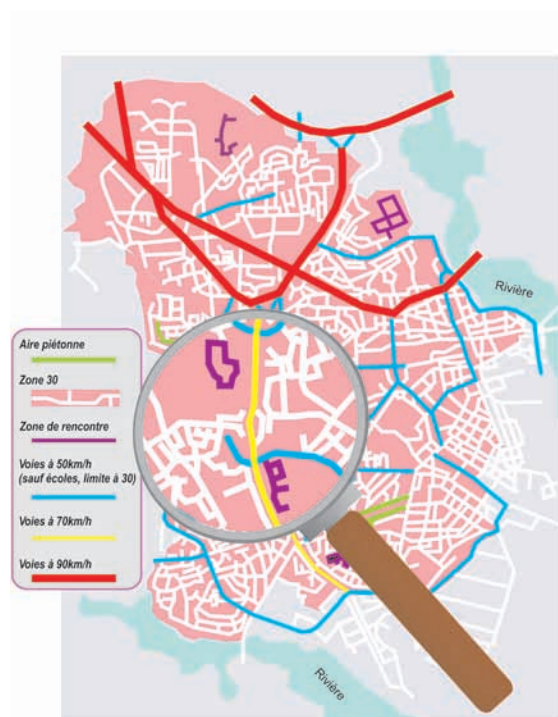 Rivière
Aire piétonne
Zone 30
Zone de rencontre
Voies à 50km/h
(sauf écoles, limite à 30)
Voies à 70km/h
Voies à 90km/h
Rivière